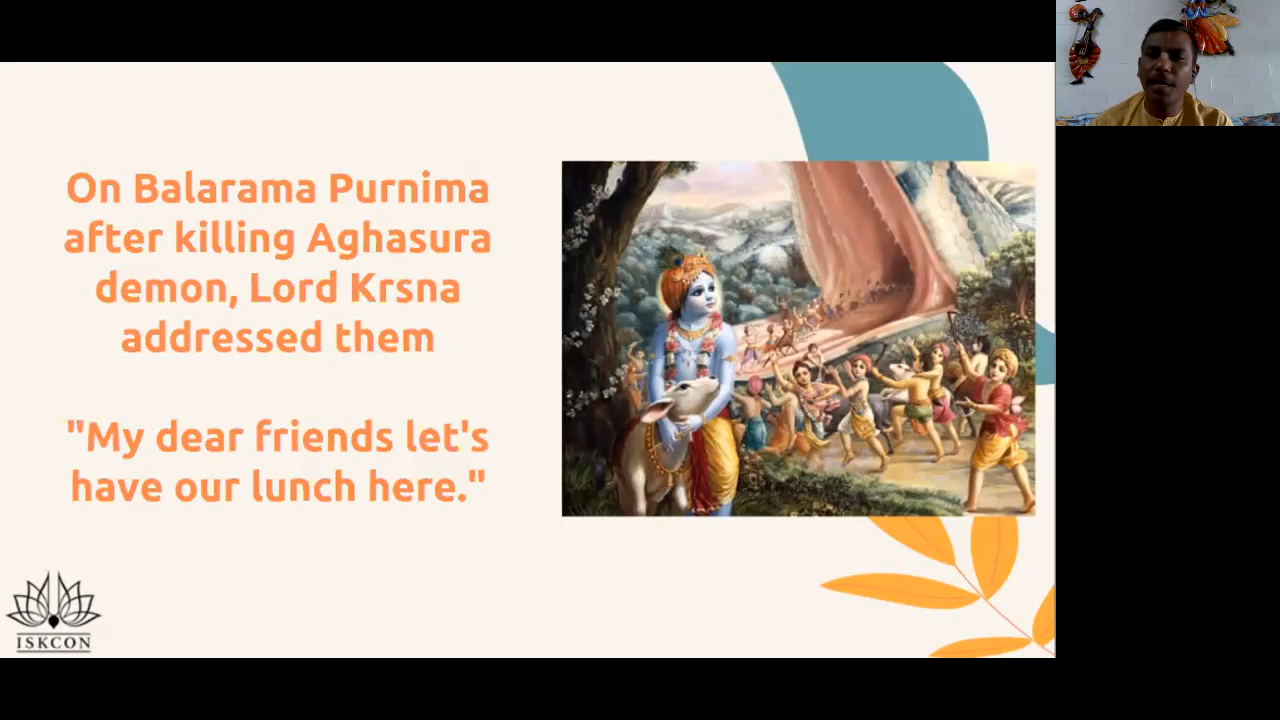 On Balarama Purnima
after killing Aghasura
demon, Lord Krsna
addressed them
"My dear friends let's
have our lunch here."
ISKCON